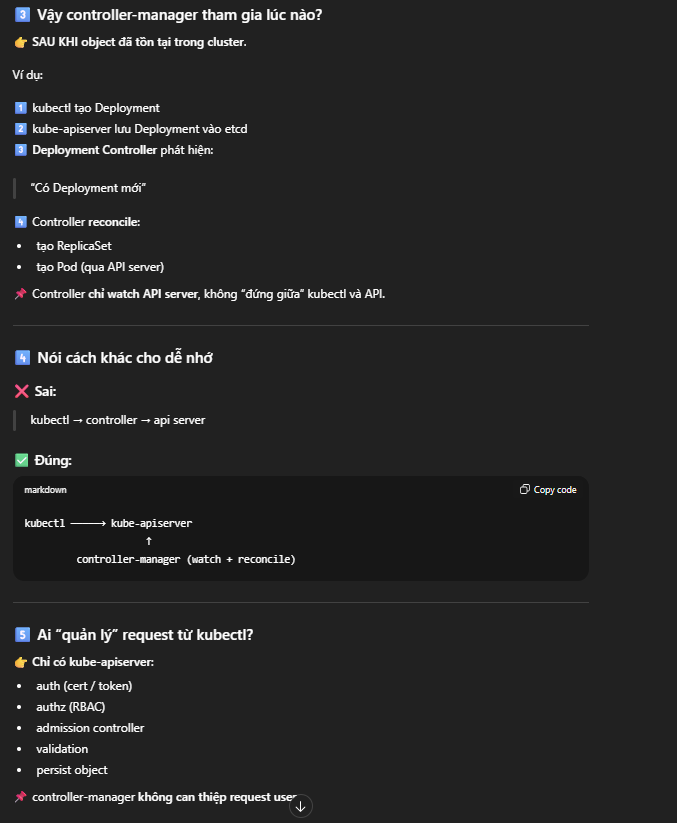 3 Vậy controller-manager tham gia lúc nào?
👉 SAU KHI object đã tồn tại trong cluster.
Ví dụ:
1 kubectl tạo Deployment
2 kube-apiserver lưu Deployment vào etcd
3 Deployment Controller phát hiện:
"Có Deployment mới"
4 Controller reconcile:
• tạo ReplicaSet
• tạo Pod (qua API server)
📌 Controller chỉ watch API server, không "đứng giữa" kubectl và API.
4 Nói cách khác cho dễ nhớ
❌ Sai:
kubectl → controller → api server
✅ Đúng:
markdown
Copy code
kubectl ─────→ kube-apiserver
↑
controller-manager (watch + reconcile)
5 Ai "quản lý" request từ kubectl?
👉 Chỉ có kube-apiserver:
• auth (cert / token)
• authz (RBAC)
• admission controller
• validation
• persist object
📌 controller-manager không can thiệp request